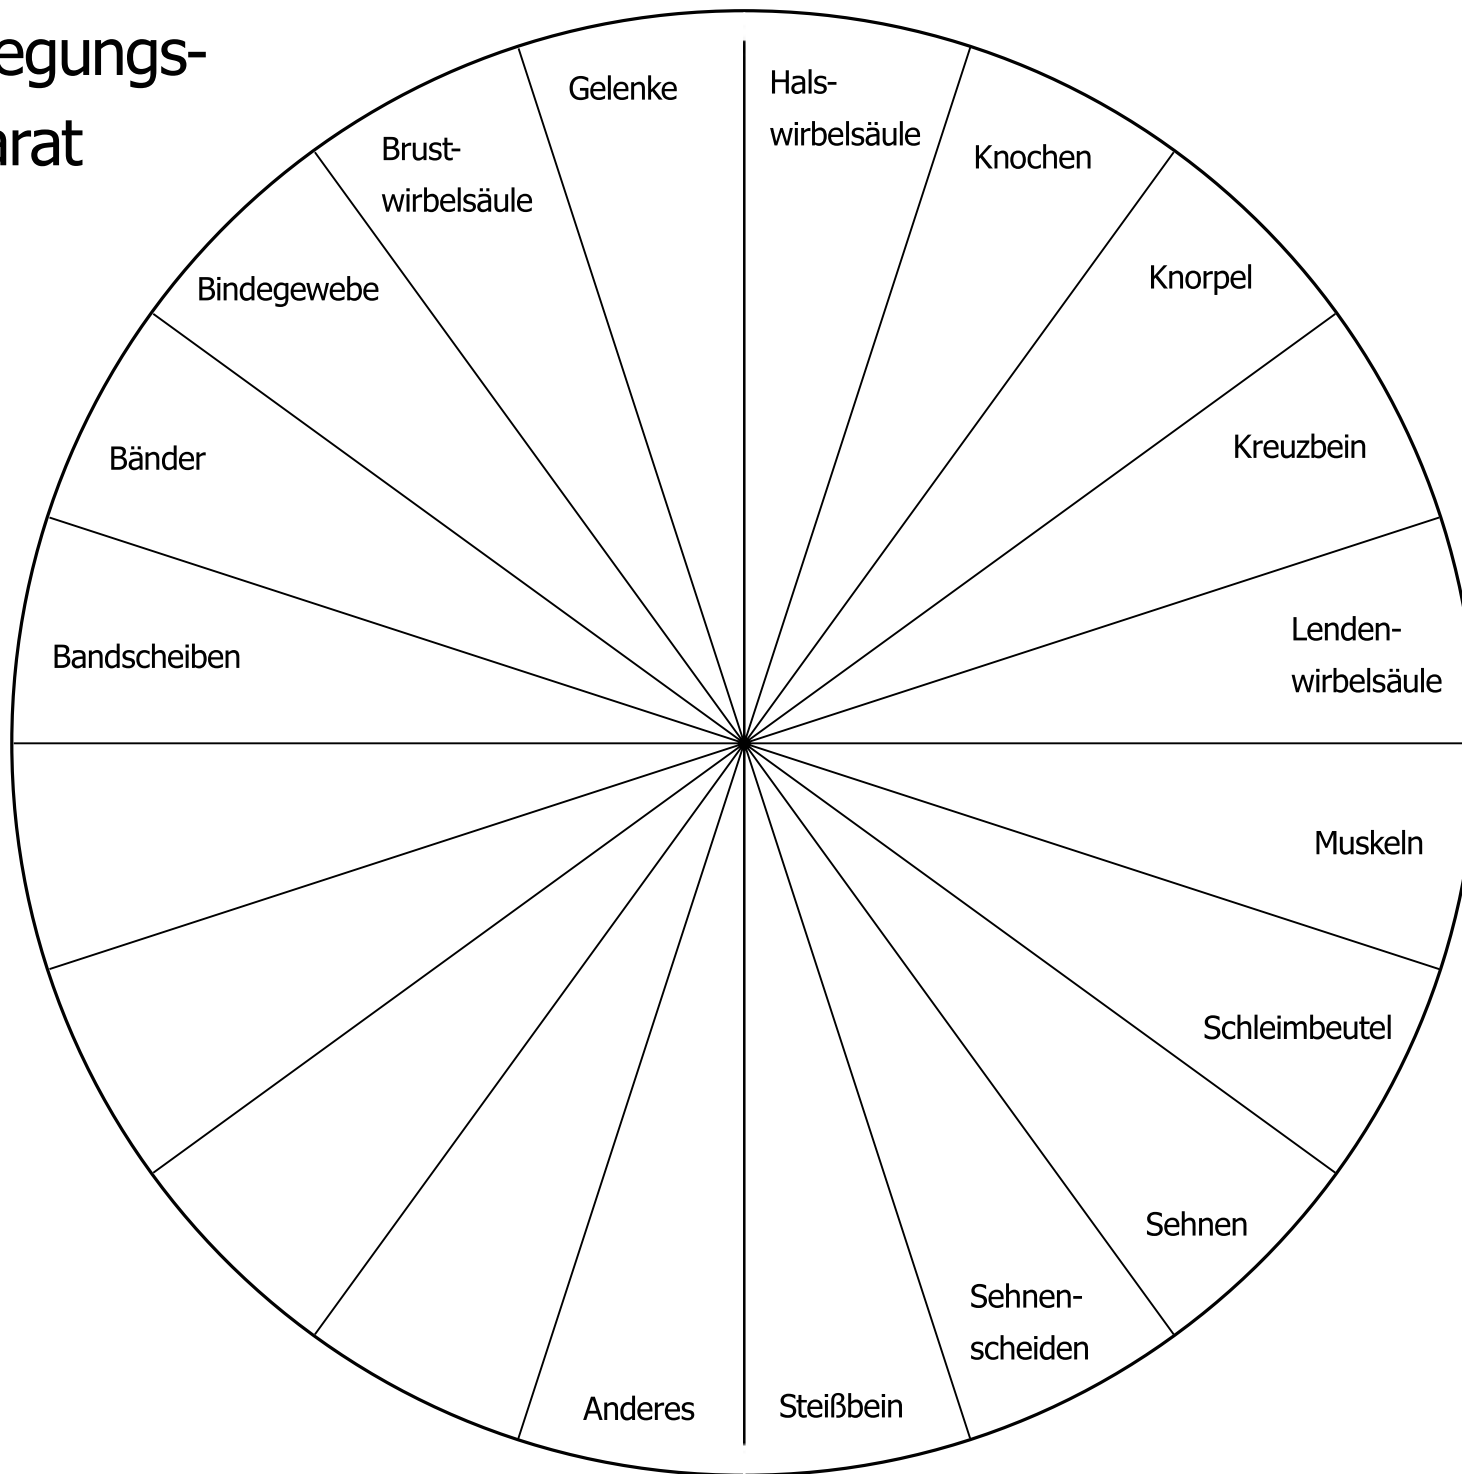 egungs-
arat
Gelenke
Hals-
wirbelsäule
Brust-
wirbelsäule
Knochen
Bindegewebe
Knorpel
Bänder
Kreuzbein
Bandscheiben
Lenden-
wirbelsäule
Muskeln
Schleimbeutel
Sehnen
Sehnen-
scheiden
Anderes
Steißbein